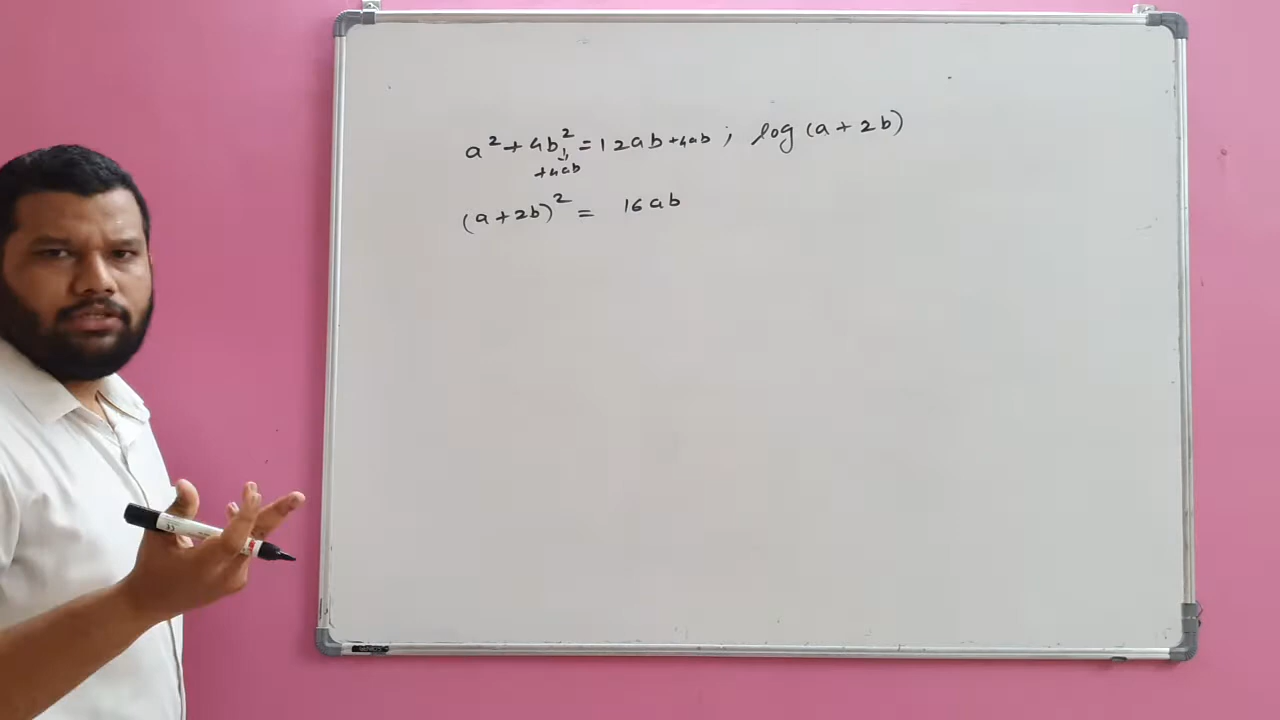 a² + 4b² = 12ab + 4ab ; log (a + 2b)
+4ab
(a + 2b)² = 16ab